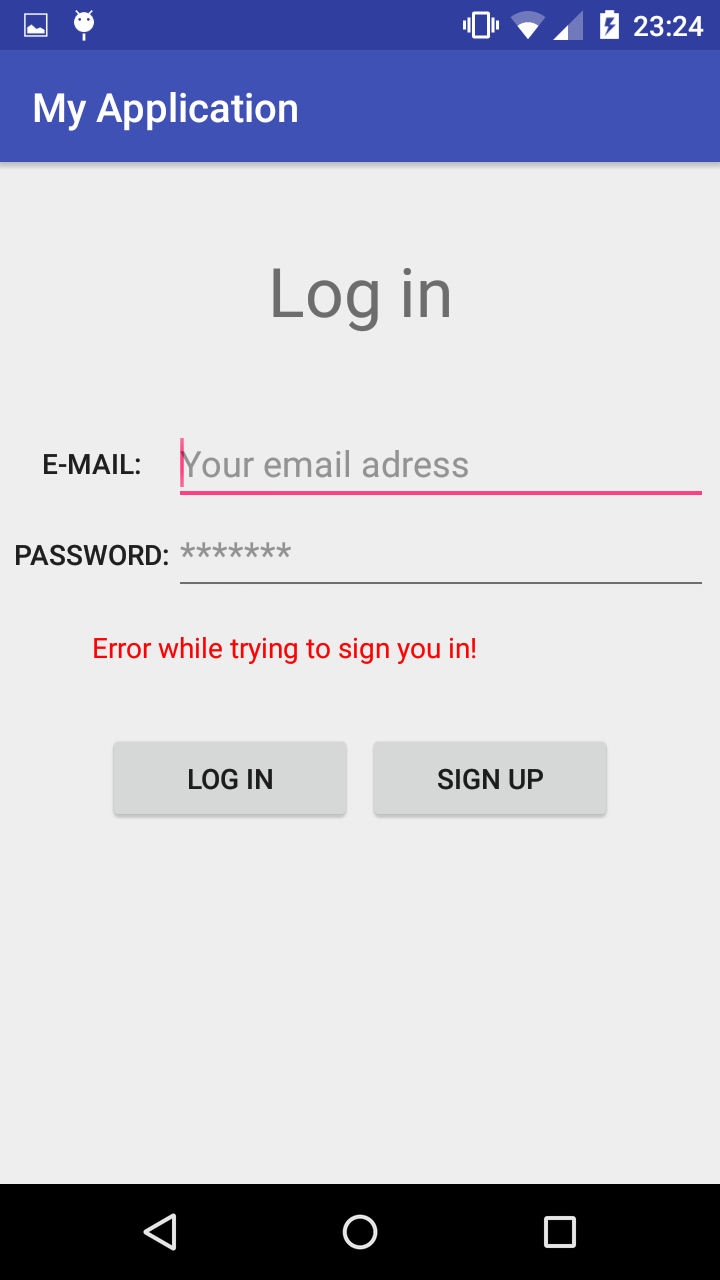 23:24
My Application
Log in
E-MAIL: Your email adress
PASSWORD: *******
Error while trying to sign you in!
LOG IN SIGN UP